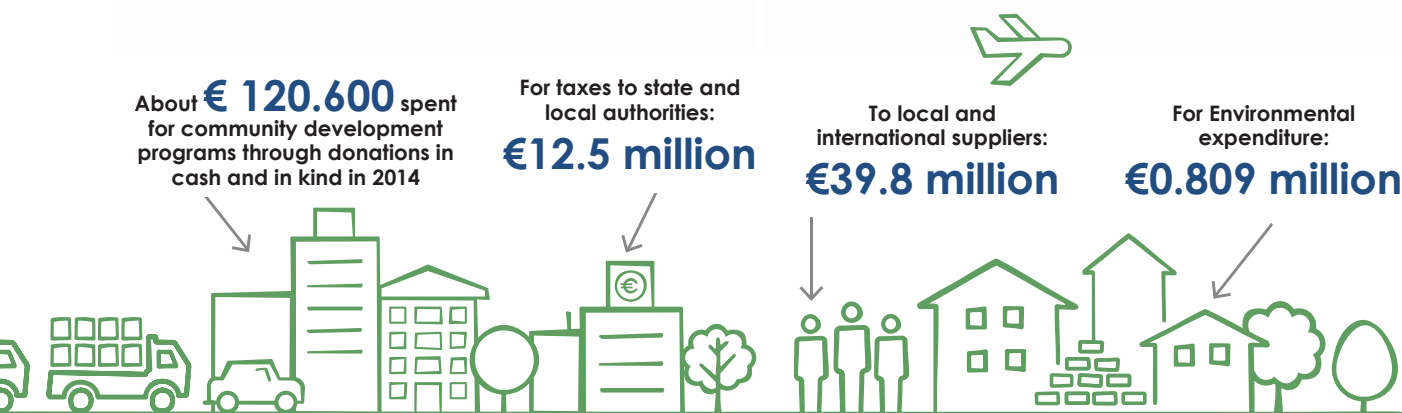 About € 120.600 spent
for community development
programs through donations in
cash and in kind in 2014
For taxes to state and
local authorities:
€12.5 million
To local and
international suppliers:
€39.8 million
For Environmental
expenditure:
€0.809 million
€